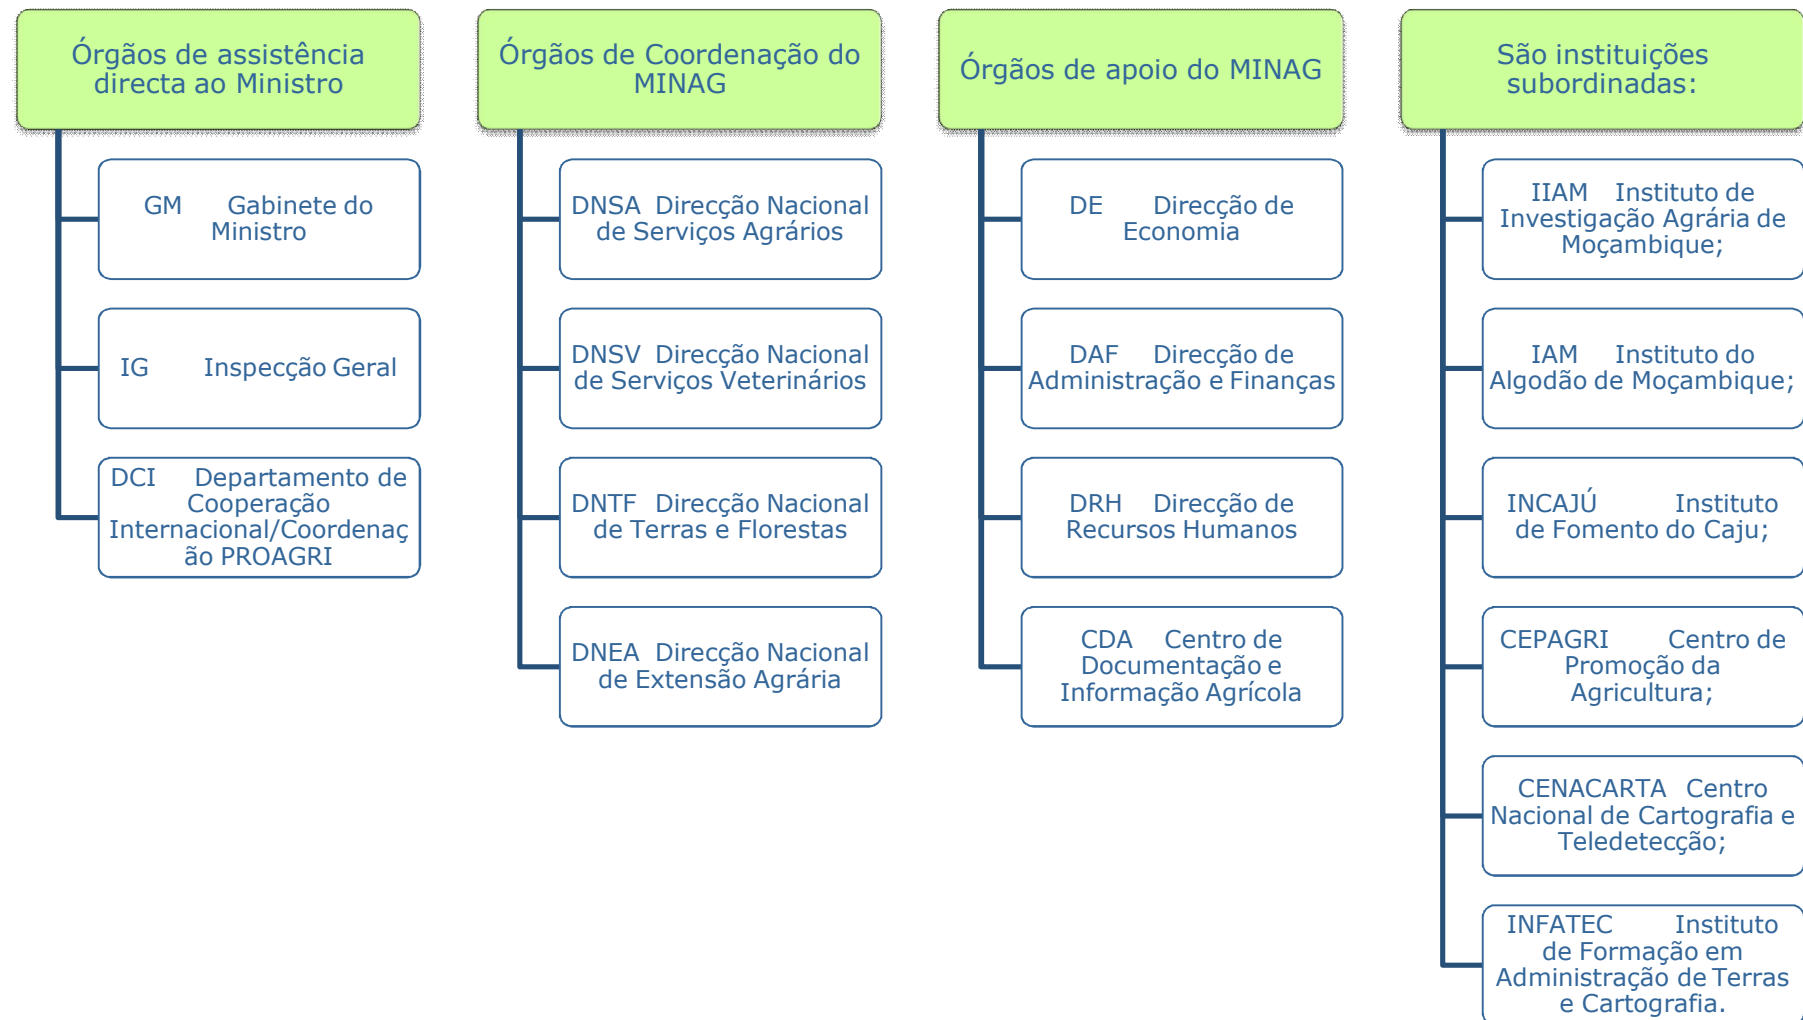 Órgãos de assistência
directa ao Ministro
GM Gabinete do
Ministro
IG Inspecção Geral
DCI Departamento de
Cooperação
Internacional/Coordenaç
ão PROAGRI
Órgãos de Coordenação do
MINAG
DNSA Direcção Nacional
de Serviços Agrários
DNSV Direcção Nacional
de Serviços Veterinários
DNTF Direcção Nacional
de Terras e Florestas
DNEA Direcção Nacional
de Extensão Agrária
Órgãos de apoio do MINAG
DE Direcção de
Economia
DAF Direcção de
Administração e Finanças
DRH Direcção de
Recursos Humanos
CDA Centro de
Documentação e
Informação Agrícola
São instituições
subordinadas:
IIAM Instituto de
Investigação Agrária de
Moçambique;
IAM Instituto do
Algodão de Moçambique;
INCAJÚ Instituto
de Fomento do Caju;
CEPAGRI Centro de
Promoção da
Agricultura;
CENACARTA Centro
Nacional de Cartografia e
Teledetecção;
INFATEC Instituto
de Formação em
Administração de Terras
e Cartografia.